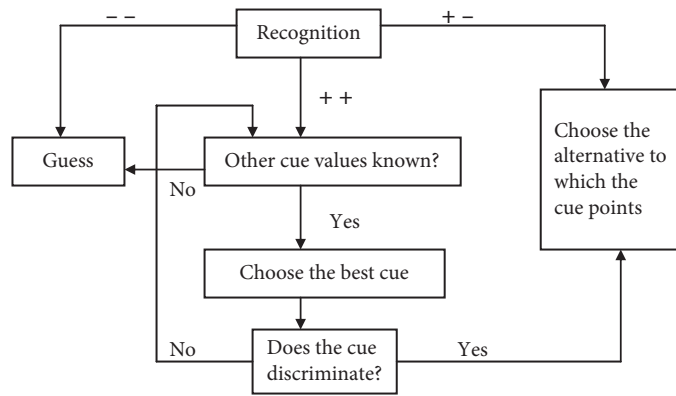 – –
Recognition
+ –
+ +
Guess
Other cue values known?
Choose the
alternative to
which the
cue points
No
Yes
Choose the best cue
No
Does the cue
discriminate?
Yes